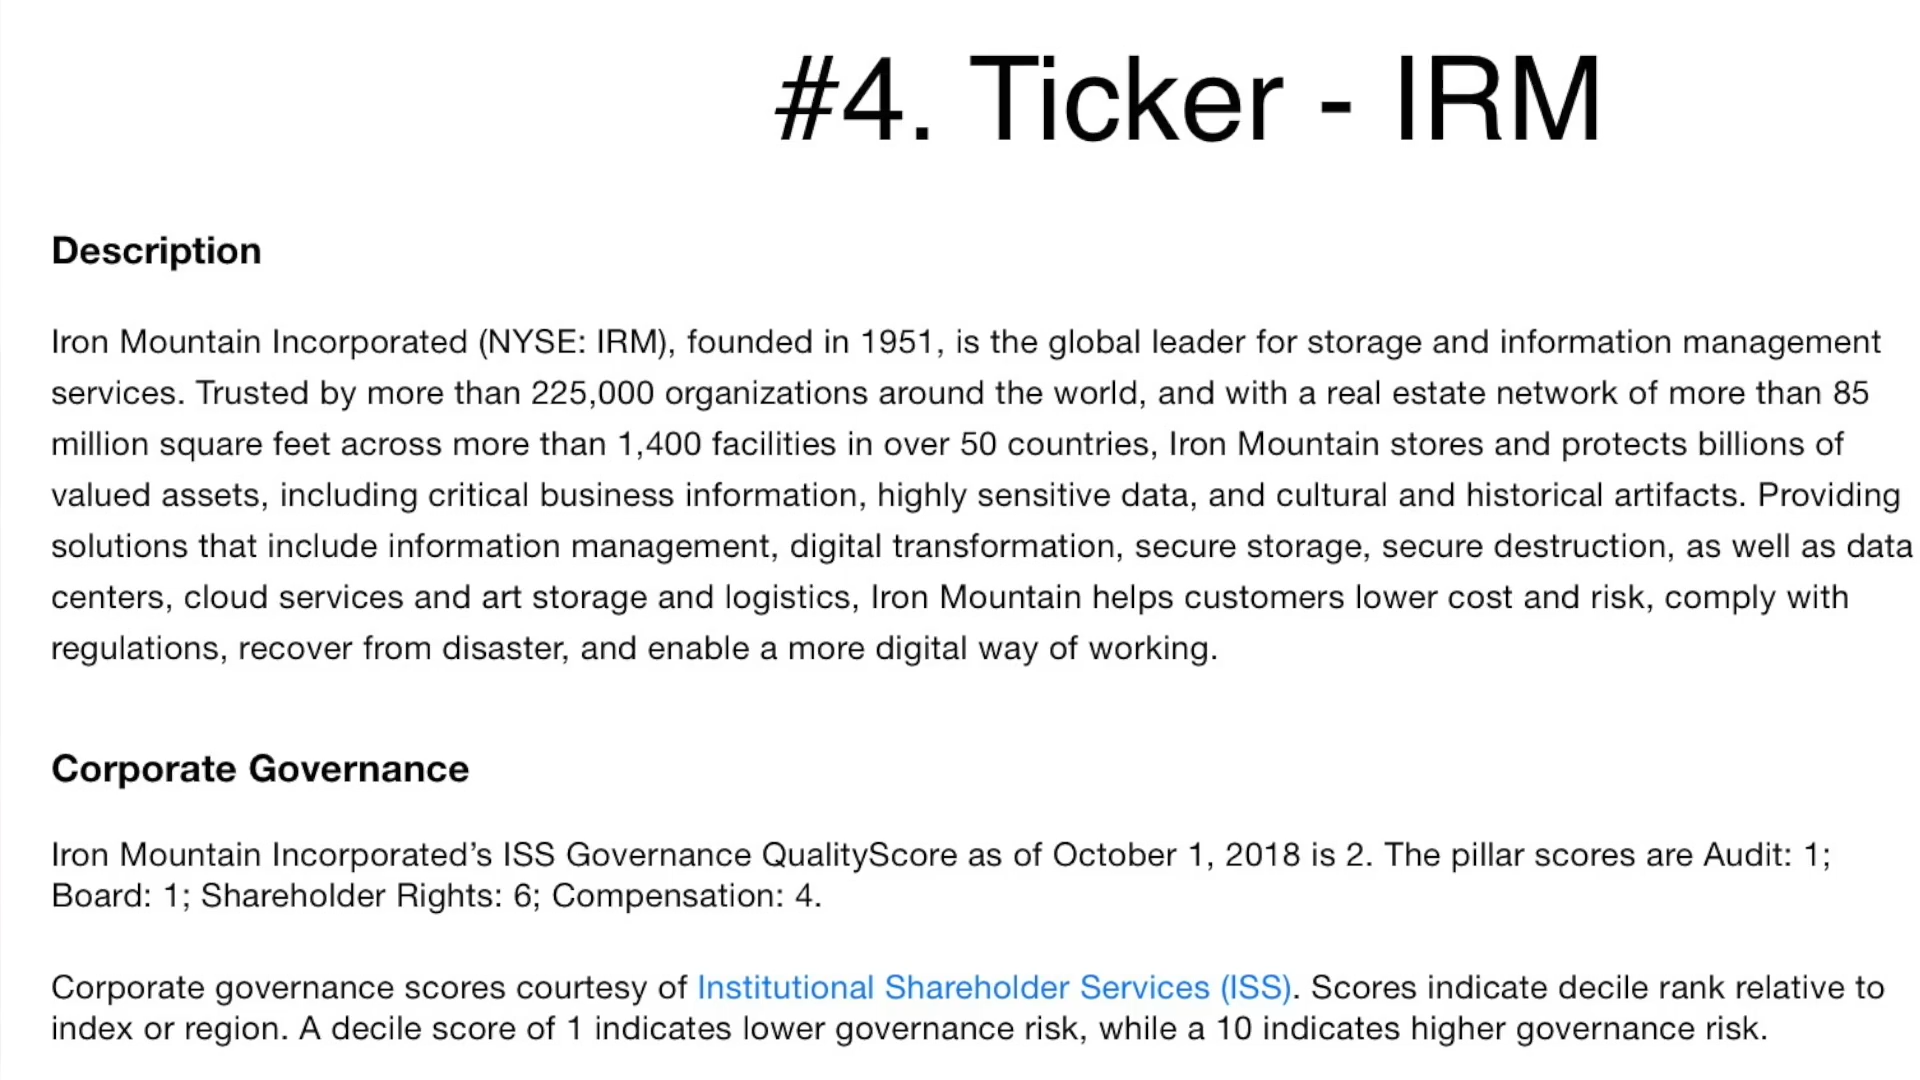 #4. Ticker - IRM
Description
Iron Mountain Incorporated (NYSE: IRM), founded in 1951, is the global leader for storage and information management
services. Trusted by more than 225,000 organizations around the world, and with a real estate network of more than 85
million square feet across more than 1,400 facilities in over 50 countries, Iron Mountain stores and protects billions of
valued assets, including critical business information, highly sensitive data, and cultural and historical artifacts. Providing
solutions that include information management, digital transformation, secure storage, secure destruction, as well as data
centers, cloud services and art storage and logistics, Iron Mountain helps customers lower cost and risk, comply with
regulations, recover from disaster, and enable a more digital way of working.
Corporate Governance
Iron Mountain Incorporated’s ISS Governance QualityScore as of October 1, 2018 is 2. The pillar scores are Audit: 1;
Board: 1; Shareholder Rights: 6; Compensation: 4.
Corporate governance scores courtesy of Institutional Shareholder Services (ISS). Scores indicate decile rank relative to
index or region. A decile score of 1 indicates lower governance risk, while a 10 indicates higher governance risk.